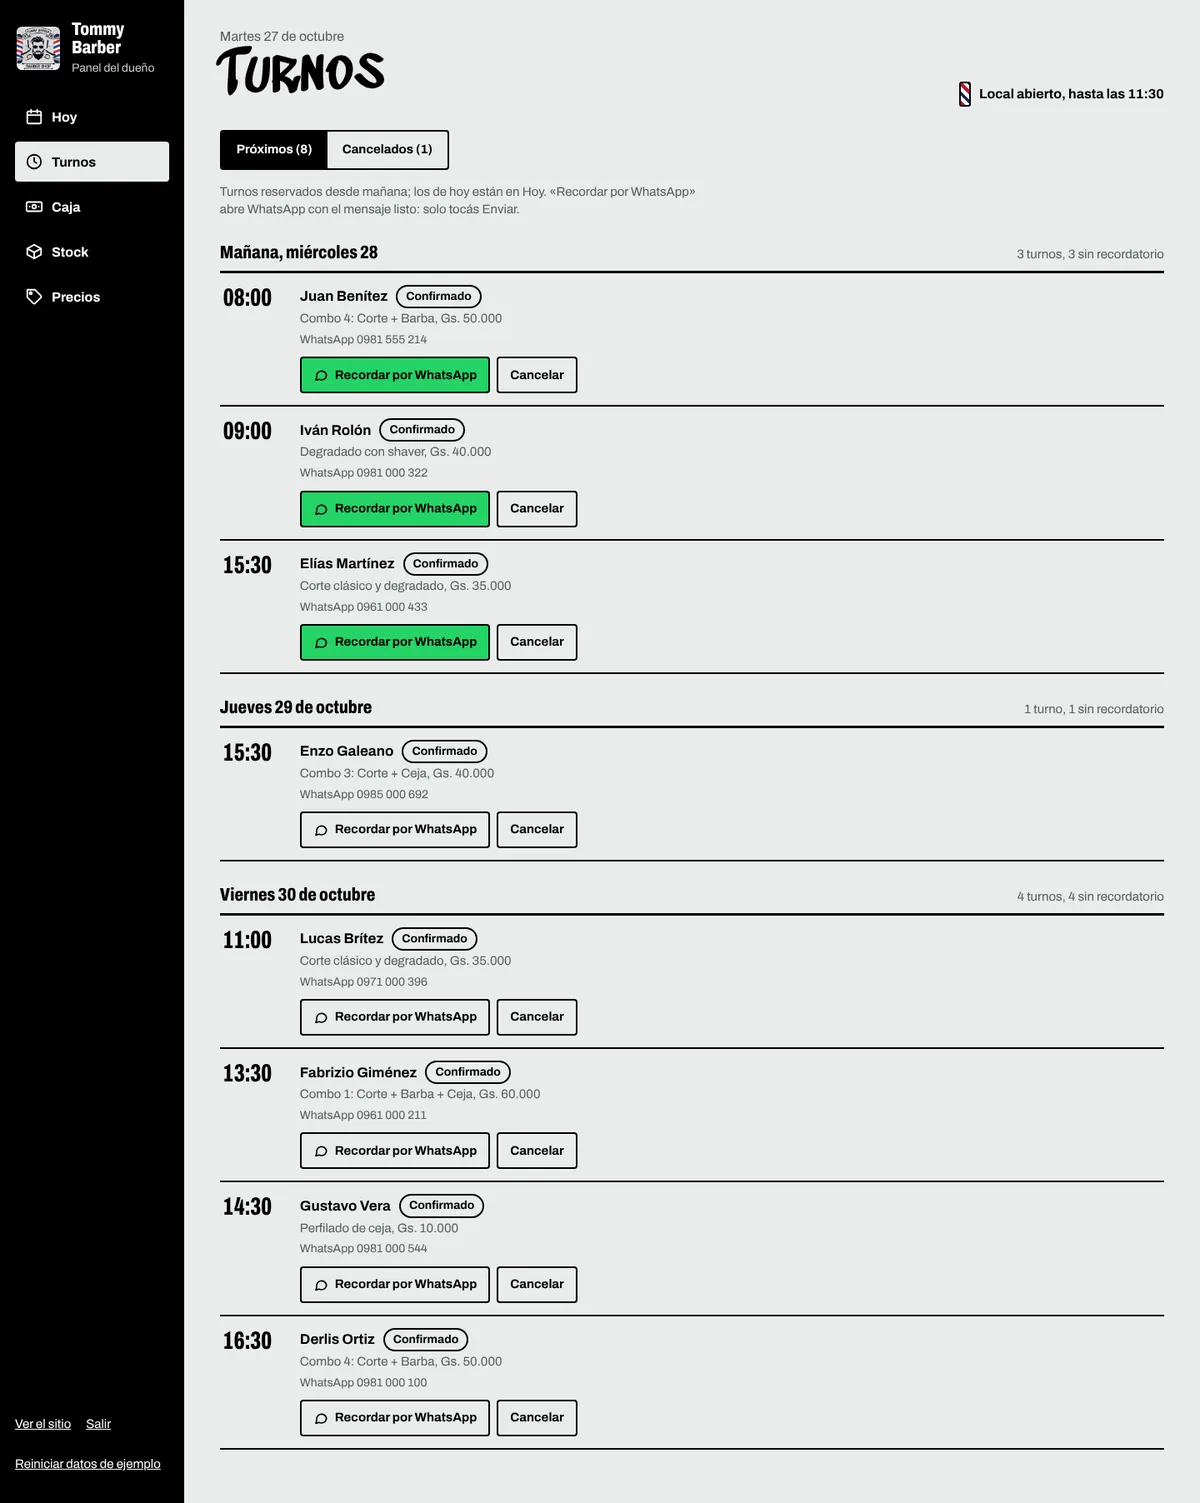 Tommy
Barber
Panel del dueño
Hoy
Turnos
Caja
Stock
Precios
Ver el sitio Salir
Reiniciar datos de ejemplo
Martes 27 de octubre
TURNOS
Local abierto, hasta las 11:30
Próximos (8) Cancelados (1)
Turnos reservados desde mañana; los de hoy están en Hoy. «Recordar por WhatsApp»
abre WhatsApp con el mensaje listo: solo tocás Enviar.
Mañana, miércoles 28 3 turnos, 3 sin recordatorio
08:00 Juan Benítez Confirmado
Combo 4: Corte + Barba, Gs. 50.000
WhatsApp 0981 555 214
Recordar por WhatsApp Cancelar
09:00 Iván Rolón Confirmado
Degradado con shaver, Gs. 40.000
WhatsApp 0981 000 322
Recordar por WhatsApp Cancelar
15:30 Elías Martínez Confirmado
Corte clásico y degradado, Gs. 35.000
WhatsApp 0961 000 433
Recordar por WhatsApp Cancelar
Jueves 29 de octubre 1 turno, 1 sin recordatorio
15:30 Enzo Galeano Confirmado
Combo 3: Corte + Ceja, Gs. 40.000
WhatsApp 0985 000 692
Recordar por WhatsApp Cancelar
Viernes 30 de octubre 4 turnos, 4 sin recordatorio
11:00 Lucas Brítez Confirmado
Corte clásico y degradado, Gs. 35.000
WhatsApp 0971 000 396
Recordar por WhatsApp Cancelar
13:30 Fabrizio Giménez Confirmado
Combo 1: Corte + Barba + Ceja, Gs. 60.000
WhatsApp 0961 000 211
Recordar por WhatsApp Cancelar
14:30 Gustavo Vera Confirmado
Perfilado de ceja, Gs. 10.000
WhatsApp 0981 000 544
Recordar por WhatsApp Cancelar
16:30 Derlis Ortiz Confirmado
Combo 4: Corte + Barba, Gs. 50.000
WhatsApp 0981 000 100
Recordar por WhatsApp Cancelar